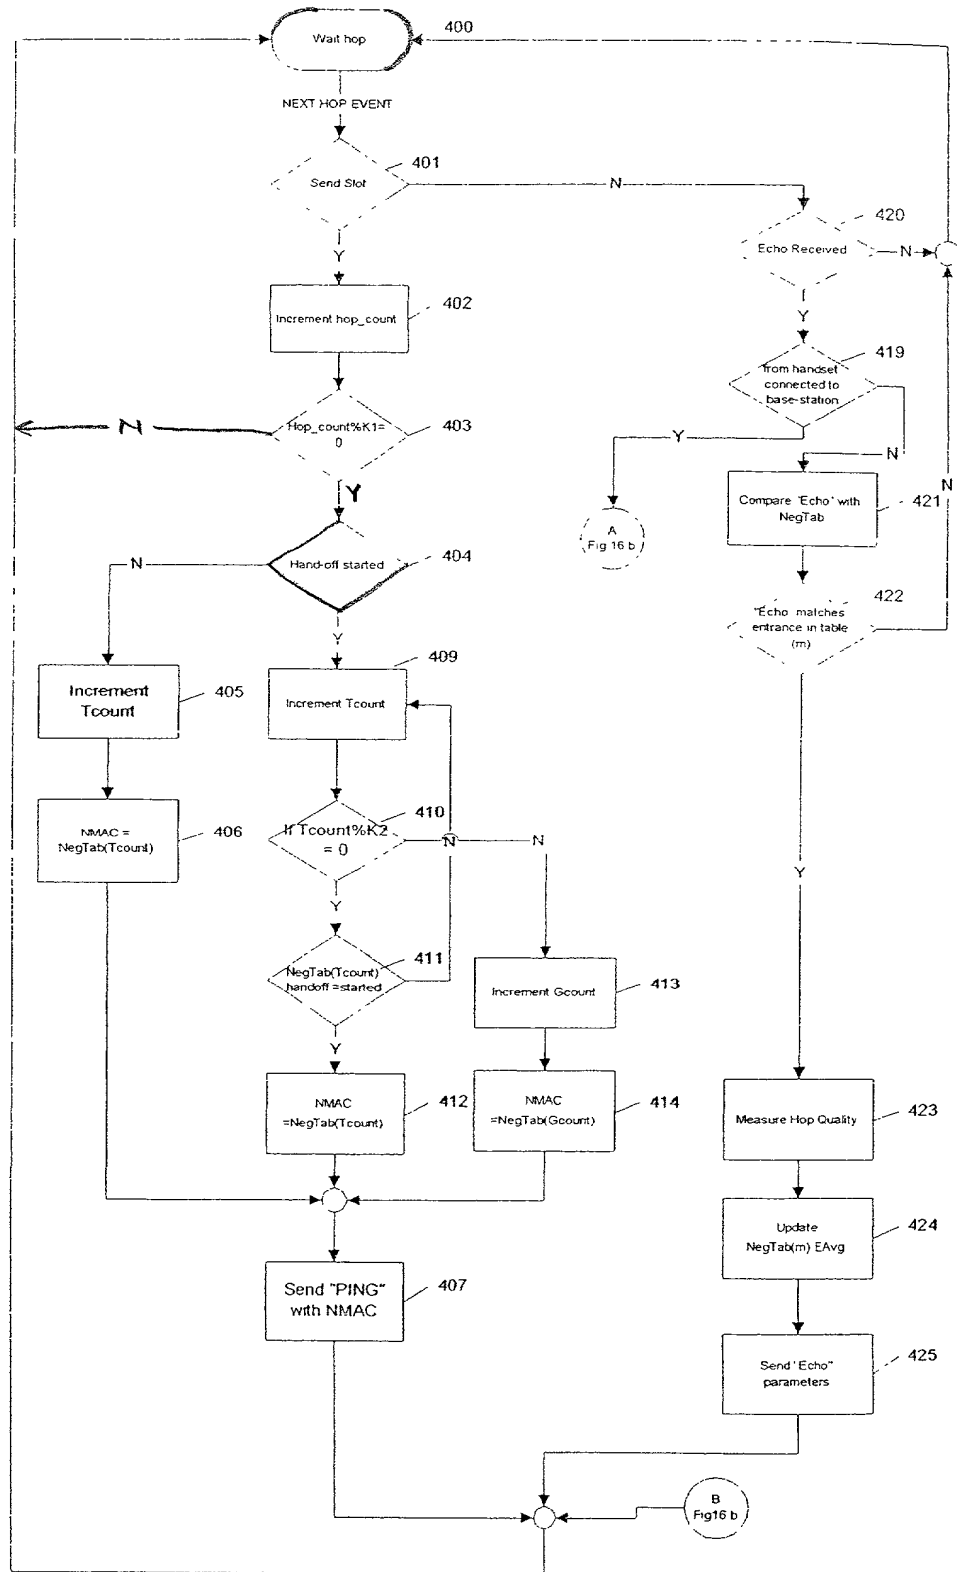 Wait hop
400
NEXT HOP EVENT
Send Slot
401
N
Y
Echo Received
420
N
Y
Increment hop_count
402
from handset
connected to
base-station
419
Y
N
Hop_count%K1=
0
403
N
Y
A
Fig 16 b
Compare 'Echo' with
NegTab
421
N
Hand-off started
404
N
Y
"Echo matches
entrance in table
(m)
422
Increment
Tcount
405
Increment Tcount
409
NMAC =
NegTab(Tcount)
406
If Tcount%K2
= 0
410
N
N
Y
Y
NegTab(Tcount)
handoff =started
411
Y
Increment Gcount
413
NMAC
=NegTab(Tcount)
412
NMAC
=NegTab(Gcount)
414
Measure Hop Quality
423
Update
NegTab(m) EAvg
424
Send "PING"
with NMAC
407
Send 'Echo"
parameters
425
B
Fig16 b